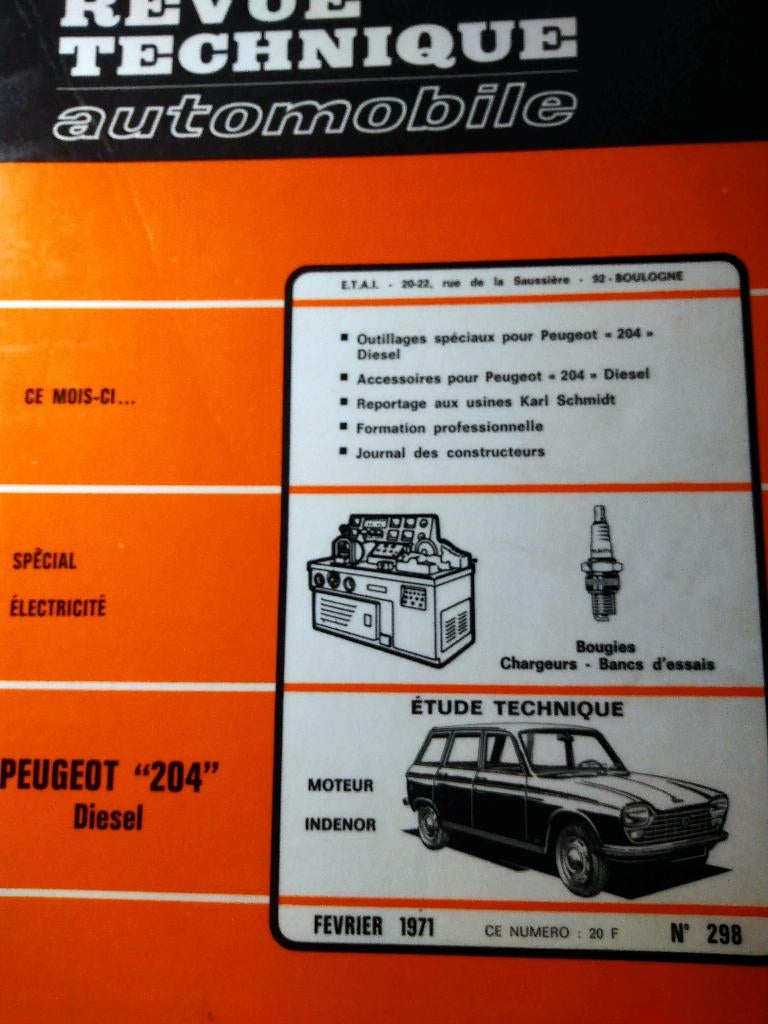 REVUE
TECHNIQUE
automobile
E.T.A.I. - 20-22, rue de la Saussière - 92 - BOULOGNE
CE MOIS-CI...
■ Outillages spéciaux pour Peugeot « 204 »
Diesel
■ Accessoires pour Peugeot « 204 » Diesel
■ Reportage aux usines Karl Schmidt
■ Formation professionnelle
■ Journal des constructeurs
SPÉCIAL
ÉLECTRICITÉ
Bougies
Chargeurs - Bancs d'essais
PEUGEOT "204"
Diesel
ÉTUDE TECHNIQUE
MOTEUR
INDENOR
FEVRIER 1971 CE NUMERO : 20 F N° 298